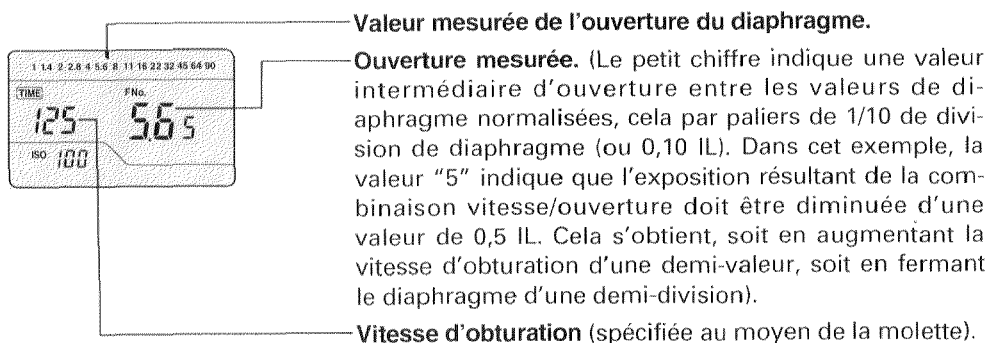 Valeur mesurée de l'ouverture du diaphragme.
1 1.4 2 2.8 4 5.6 8 11 16 22 32 45 64 90
TIME
FNo.
125
5.6 5
ISO 100
Ouverture mesurée. (Le petit chiffre indique une valeur
intermédiaire d'ouverture entre les valeurs de di-
aphragme normalisées, cela par paliers de 1/10 de divi-
sion de diaphragme (ou 0,10 IL). Dans cet exemple, la
valeur "5" indique que l'exposition résultant de la com-
binaison vitesse/ouverture doit être diminuée d'une
valeur de 0,5 IL. Cela s'obtient, soit en augmentant la
vitesse d'obturation d'une demi-valeur, soit en fermant
le diaphragme d'une demi-division).
Vitesse d'obturation (spécifiée au moyen de la molette).